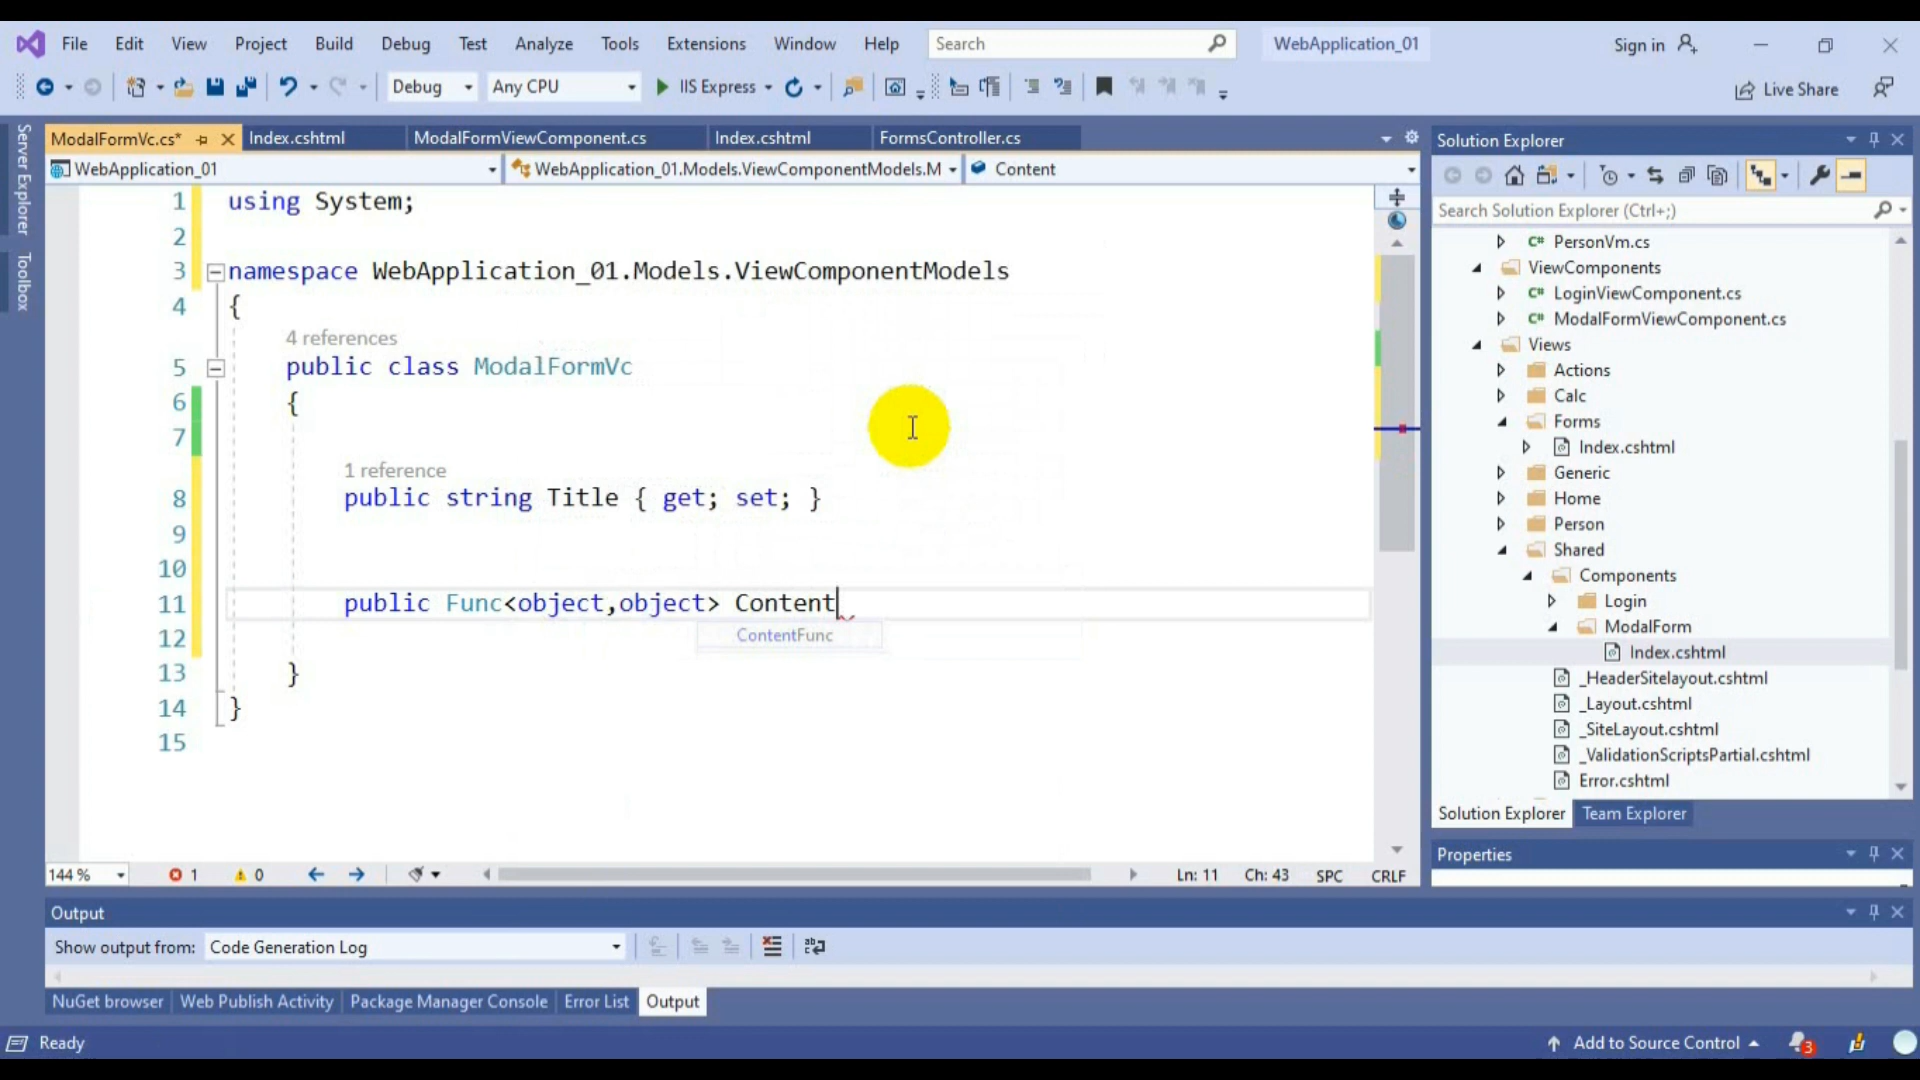 File Edit View Project Build Debug Test Analyze Tools Extensions Window Help Search WebApplication_01 Sign in
Debug Any CPU IIS Express Live Share
ModalFormVc.cs* Index.cshtml ModalFormViewComponent.cs Index.cshtml FormsController.cs
WebApplication_01 WebApplication_01.Models.ViewComponentModels.M Content
Server Explorer
Toolbox
1 using System;
2
3 namespace WebApplication_01.Models.ViewComponentModels
4 {
4 references
5 public class ModalFormVc
6 {
7
1 reference
8 public string Title { get; set; }
9
10
11 public Func<object,object> Content
ContentFunc
12
13 }
14 }
15
144 % 1 0 Ln: 11 Ch: 43 SPC CRLF
Solution Explorer
Search Solution Explorer (Ctrl+;)
C# PersonVm.cs
ViewComponents
C# LoginViewComponent.cs
C# ModalFormViewComponent.cs
Views
Actions
Calc
Forms
Index.cshtml
Generic
Home
Person
Shared
Components
Login
ModalForm
Index.cshtml
_HeaderSitelayout.cshtml
_Layout.cshtml
_SiteLayout.cshtml
_ValidationScriptsPartial.cshtml
Error.cshtml
Solution Explorer Team Explorer
Properties
Output
Show output from: Code Generation Log
NuGet browser Web Publish Activity Package Manager Console Error List Output
Ready Add to Source Control 3